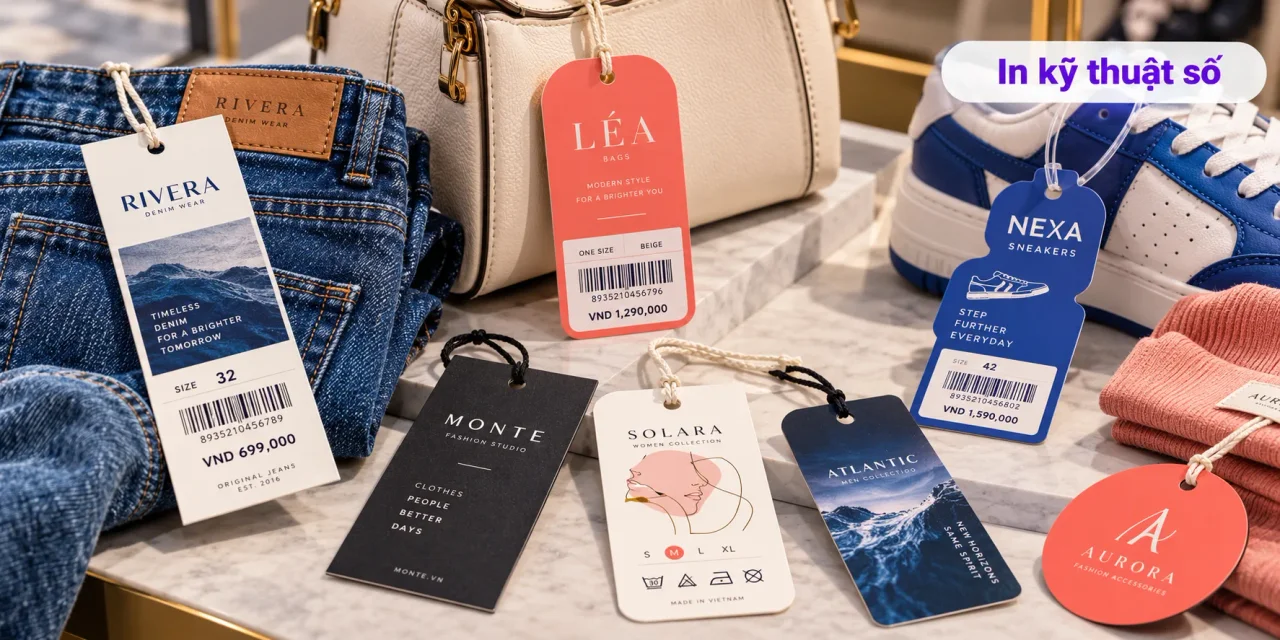 In kỹ thuật số
RIVERA
DENIM WEAR
RIVERA
DENIM WEAR
TIMELESS
DENIM
FOR A BRIGHTER
TOMORROW
SIZE 32
8935210456789
VND 699,000
ORIGINAL JEANS
EST. 2016
LÉA
BAGS
MODERN STYLE
FOR A BRIGHTER YOU
ONE SIZE BEIGE
8935210456796
VND 1,290,000
NEXA
SNEAKERS
STEP
FURTHER
EVERYDAY
SIZE 42
8935210456802
VND 1,590,000
MONTE
FASHION STUDIO
CLOTHES
PEOPLE
BETTER
DAYS
MONTE.VN
SOLARA
WOMEN COLLECTION
S M L XL
30
MADE IN VIETNAM
ATLANTIC
MEN COLLECTION
NEW HORIZONS
SAME SPIRIT
AUR
AURORA
FASHION ACCESSORIES